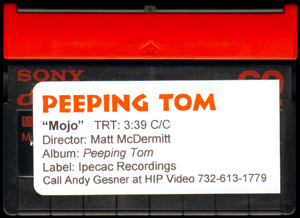 SONY
PEEPING TOM
“Mojo” TRT: 3:39 C/C
Director: Matt McDermitt
Album: Peeping Tom
Label: Ipecac Recordings
Call Andy Gesner at HIP Video 732-613-1779